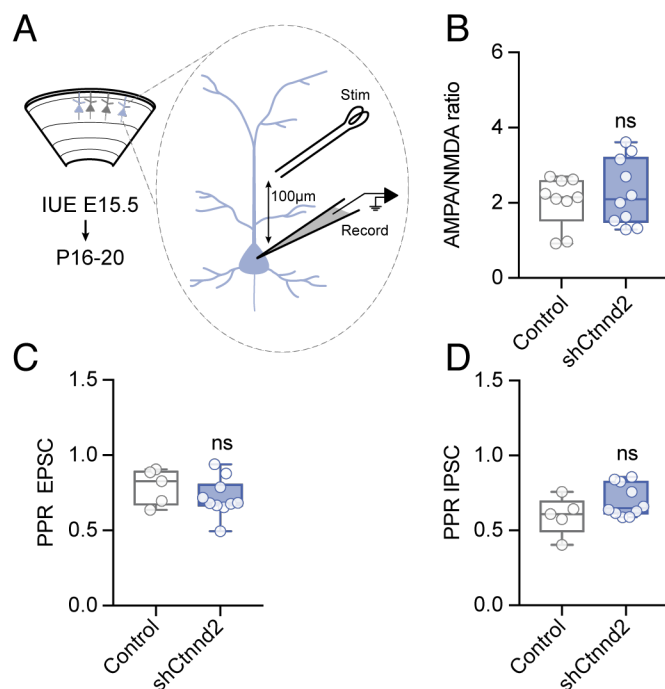 A
IUE E15.5
P16-20
Stim
100µm
Record
B
AMPA/NMDA ratio
6
4
2
0
ns
Control
shCtnnd2
C
PPR EPSC
1.5
1.0
0.5
0.0
ns
Control
shCtnnd2
D
PPR IPSC
1.5
1.0
0.5
0.0
ns
Control
shCtnnd2